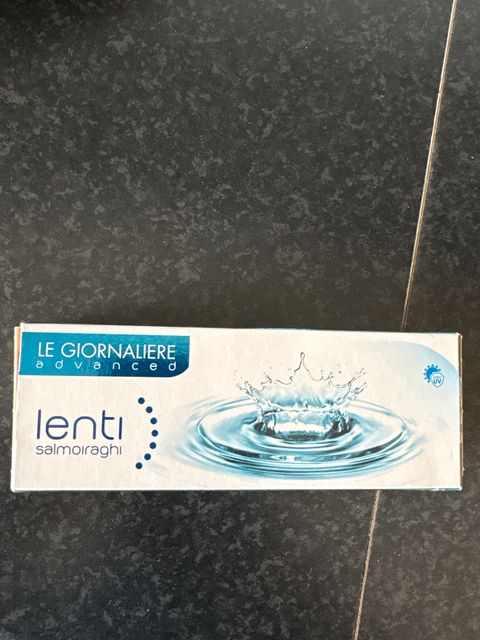 LE GIORNALIERE
advanced
lenti
salmoiraghi
UV